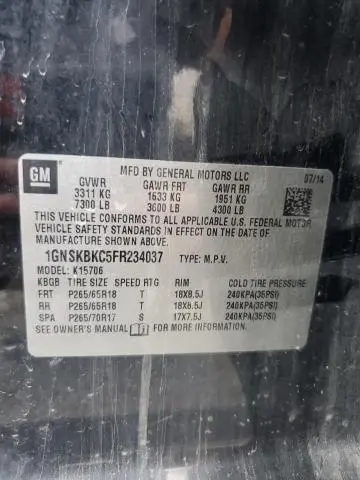 GM
MFD BY GENERAL MOTORS LLC 07/14
GVWR GAWR FRT GAWR RR
3311 KG 1633 KG 1951 KG
7300 LB 3600 LB 4300 LB
THIS VEHICLE CONFORMS TO ALL APPLICABLE U.S. FEDERAL MOTOR
VEHICLE SAFETY STANDARDS IN EFFECT ON THE DATE OF
MANUFACTURE SHOWN ABOVE.
1GNSKBKC5FR234037 TYPE: M.P.V.
MODEL: K15706
KBGB TIRE SIZE SPEED RTG RIM COLD TIRE PRESSURE
FRT P265/65R18 T 18X8.5J 240KPA(35PSI)
RR P265/65R18 T 18X8.5J 240KPA(35PSI)
SPA P265/70R17 S 17X7.5J 240KPA(35PSI)
SEE OWNER'S MANUAL FOR MORE INFORMATION.